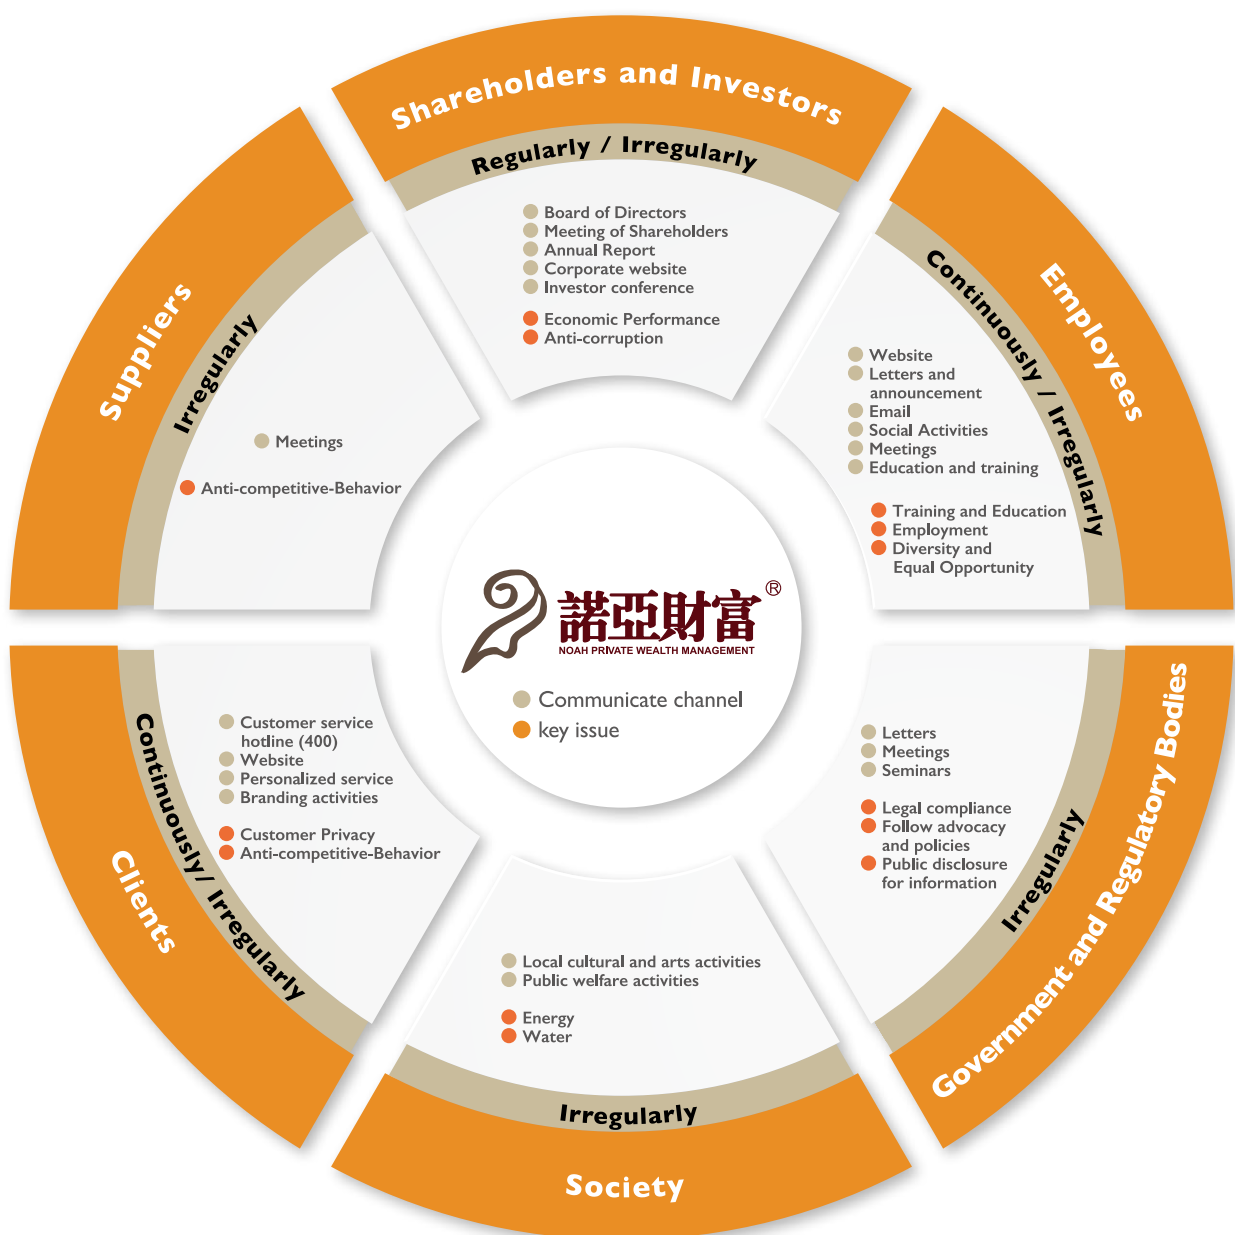 Shareholders and Investors
Regularly / Irregularly
Board of Directors
Meeting of Shareholders
Annual Report
Corporate website
Investor conference
Economic Performance
Anti-corruption
Employees
Continuously / Irregularly
Website
Letters and
announcement
Email
Social Activities
Meetings
Education and training
Training and Education
Employment
Diversity and
Equal Opportunity
Government and Regulatory Bodies
Irregularly
Letters
Meetings
Seminars
Legal compliance
Follow advocacy
and policies
Public disclosure
for information
Society
Irregularly
Local cultural and arts activities
Public welfare activities
Energy
Water
Clients
Continuously/ Irregularly
Customer service
hotline (400)
Website
Personalized service
Branding activities
Customer Privacy
Anti-competitive-Behavior
Suppliers
Irregularly
Meetings
Anti-competitive-Behavior
諾亞財富®
NOAH PRIVATE WEALTH MANAGEMENT
Communicate channel
key issue